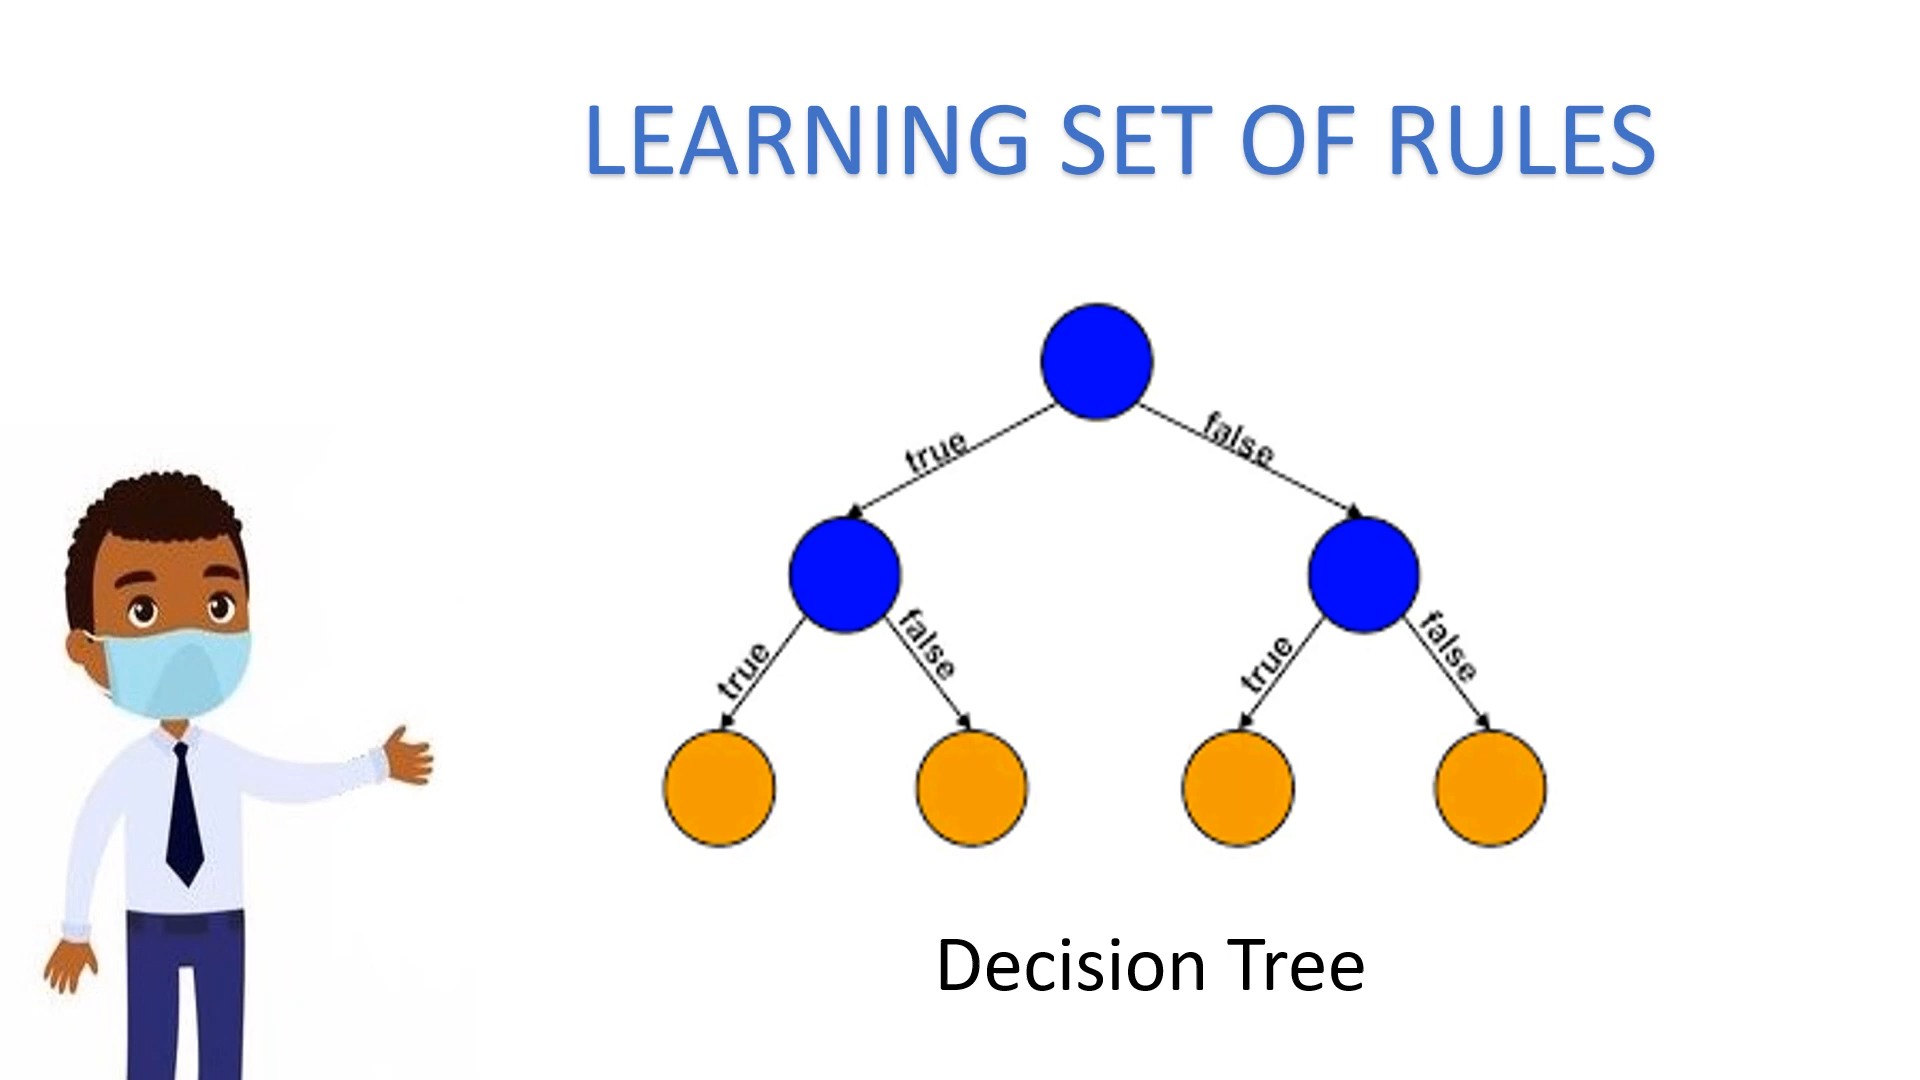 LEARNING SET OF RULES
true
false
true
false
true
false
Decision Tree